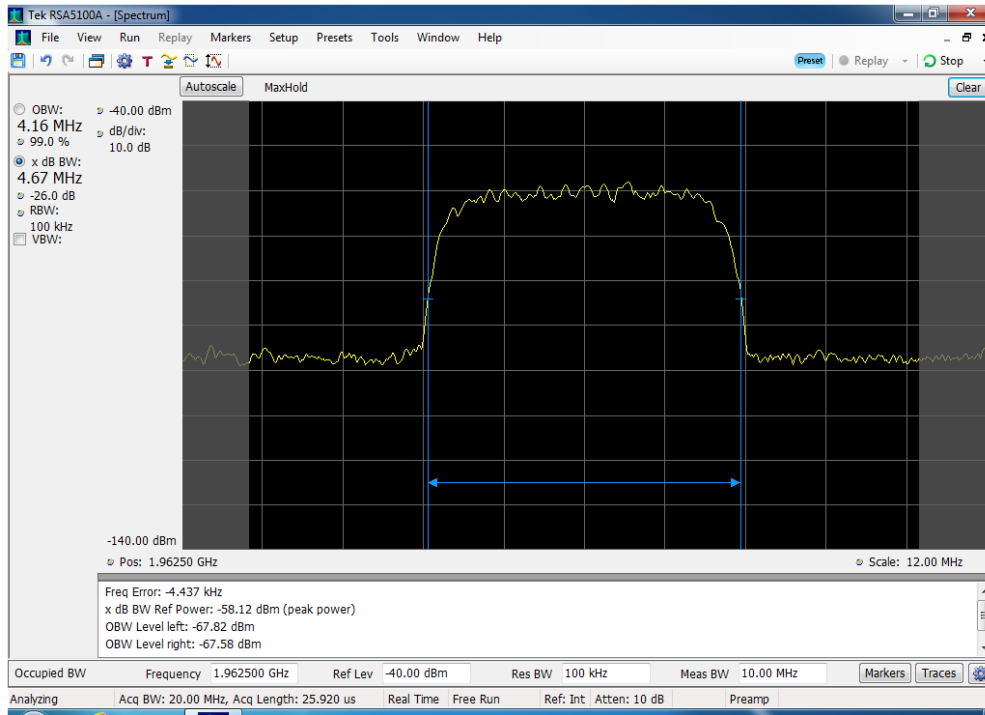 Tek RSA5100A - [Spectrum]
File View Run Replay Markers Setup Presets Tools Window Help
T Preset Replay Stop
Autoscale MaxHold Clear
OBW:
4.16 MHz
99.0 %
x dB BW:
4.67 MHz
-26.0 dB
RBW:
100 kHz
VBW:
-40.00 dBm
dB/div:
10.0 dB
-140.00 dBm
Pos: 1.96250 GHz Scale: 12.00 MHz
Freq Error: -4.437 kHz
x dB BW Ref Power: -58.12 dBm (peak power)
OBW Level left: -67.82 dBm
OBW Level right: -67.58 dBm
Occupied BW Frequency 1.962500 GHz Ref Lev -40.00 dBm Res BW 100 kHz Meas BW 10.00 MHz Markers Traces
Analyzing Acq BW: 20.00 MHz, Acq Length: 25.920 us Real Time Free Run Ref: Int Atten: 10 dB Preamp